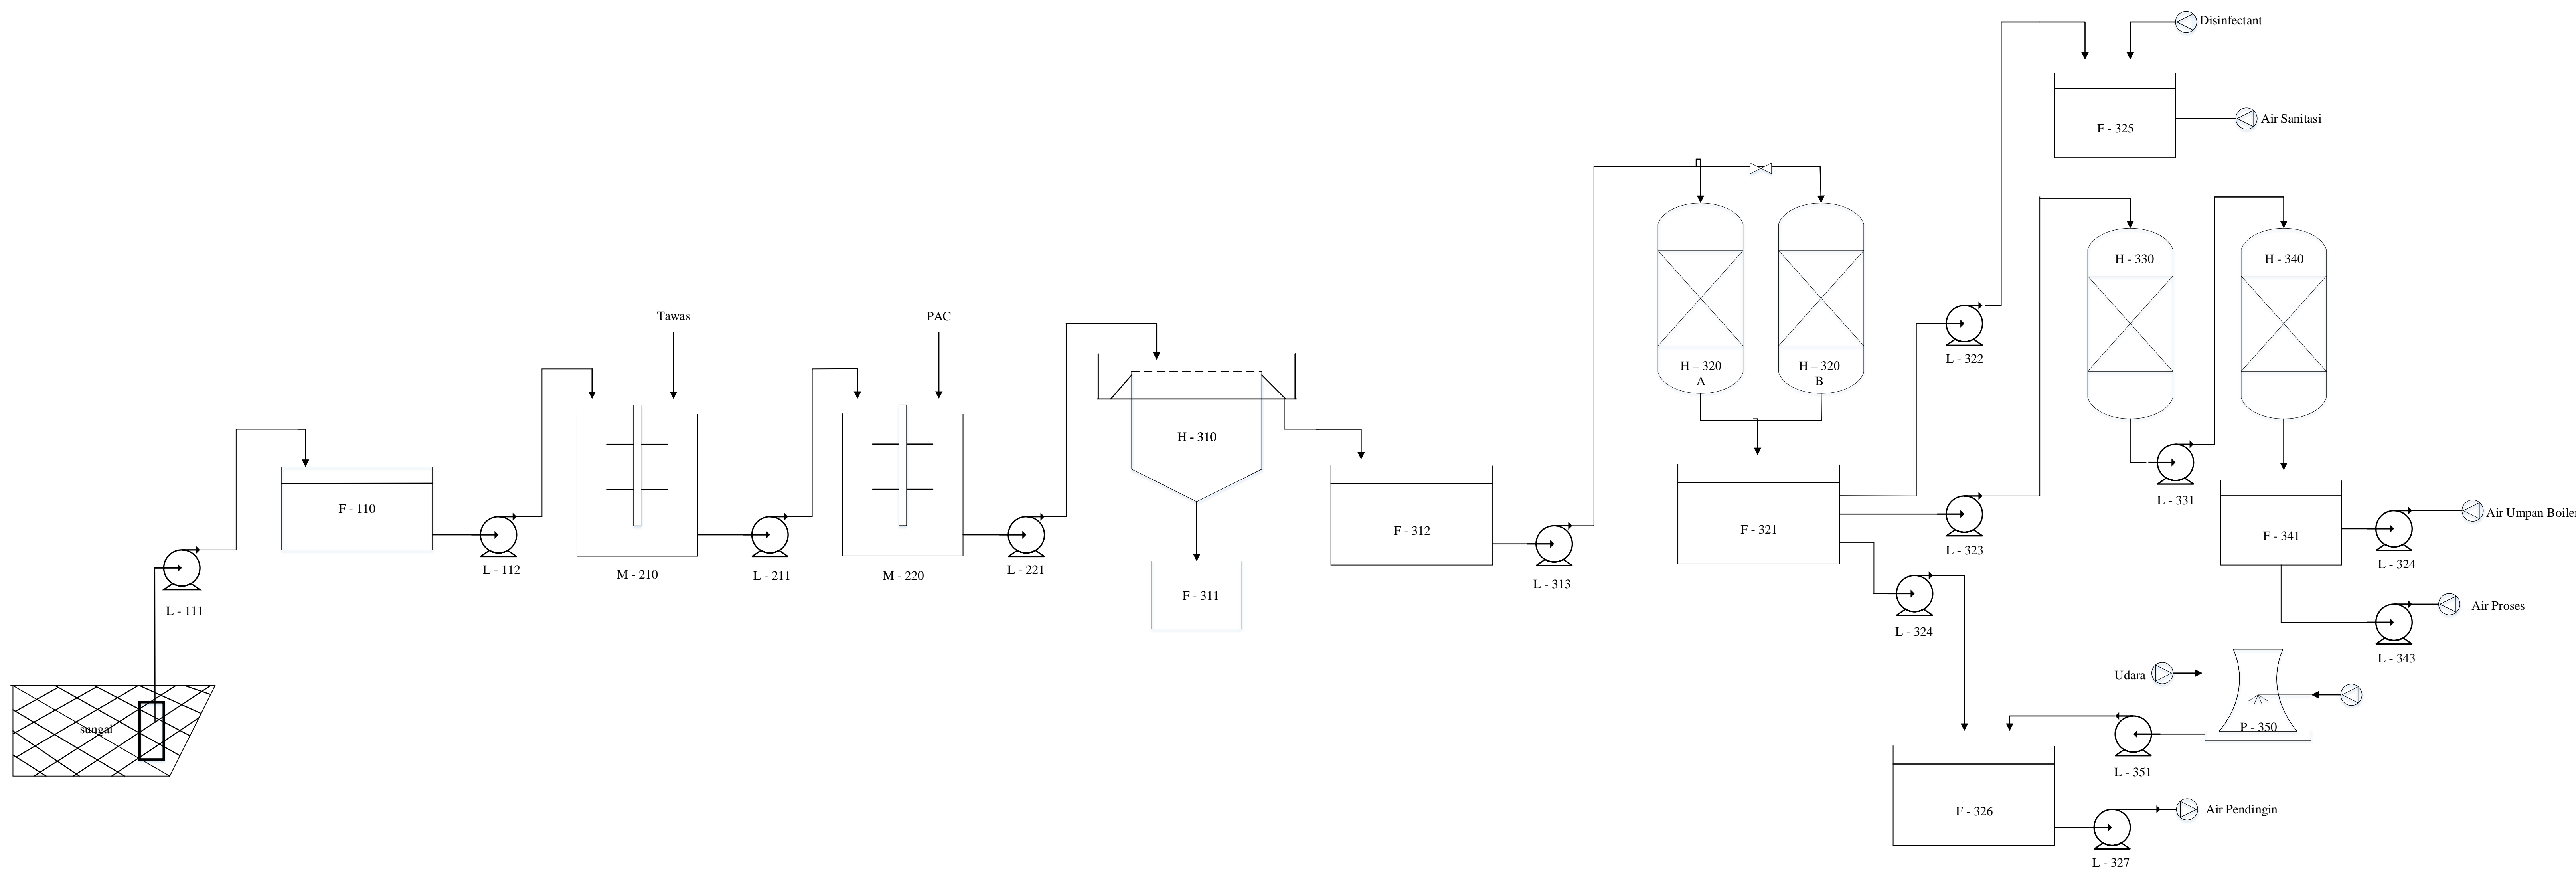 Disinfectant
F - 325
Air Sanitasi
H - 330
H - 340
Tawas
PAC
L - 322
H – 320
A
H – 320
B
H - 310
L - 331
F - 110
Air Umpan Boiler
F - 312
F - 321
F - 341
L - 323
L - 324
L - 112
M - 210
L - 211
M - 220
L - 221
L - 313
F - 311
L - 111
Air Proses
L - 324
L - 343
Udara
sungai
P - 350
L - 351
F - 326
Air Pendingin
L - 327